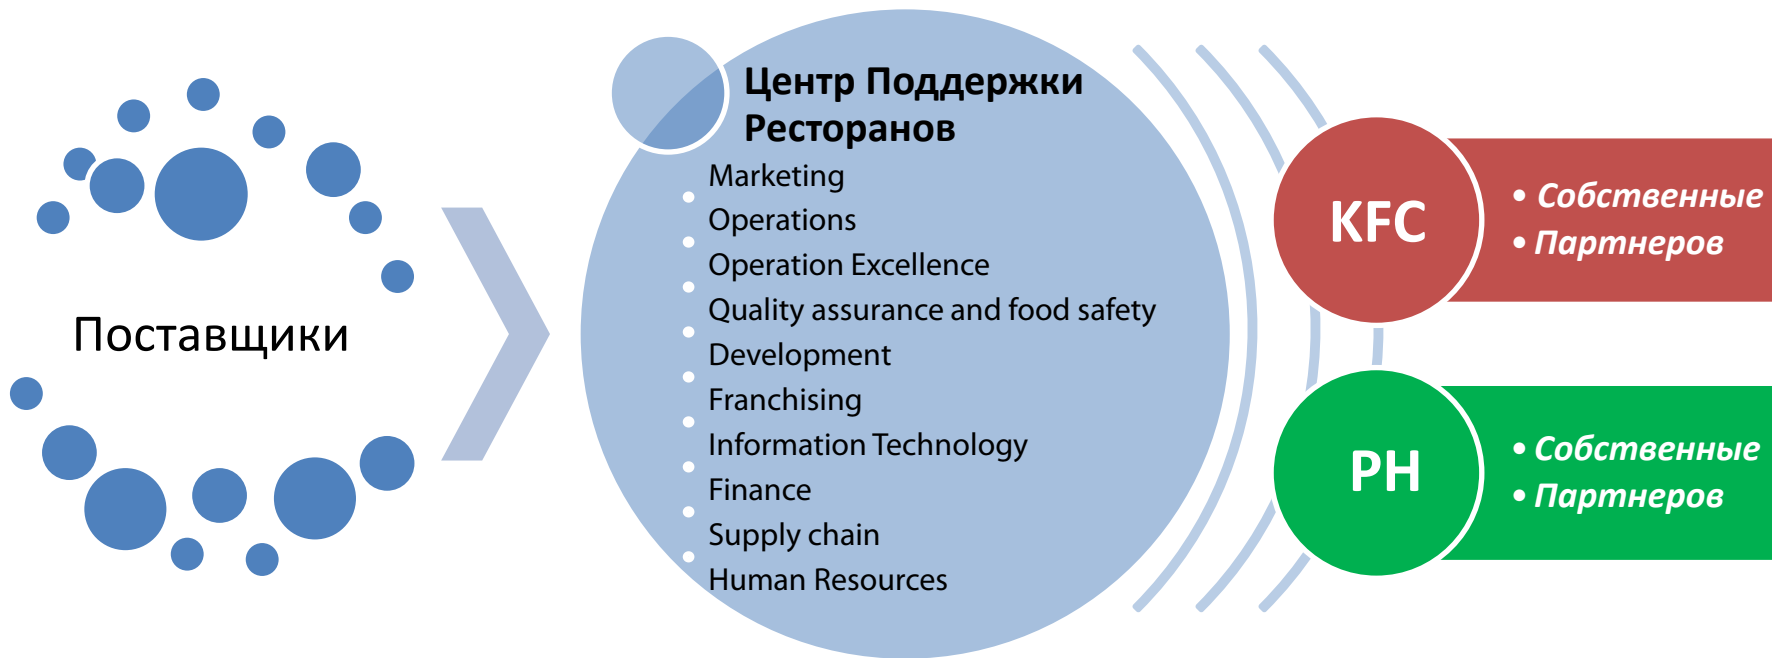 Поставщики
Центр Поддержки
Ресторанов
Marketing
Operations
Operation Excellence
Quality assurance and food safety
Development
Franchising
Information Technology
Finance
Supply chain
Human Resources
KFC
• Собственные
• Партнеров
PH
• Собственные
• Партнеров